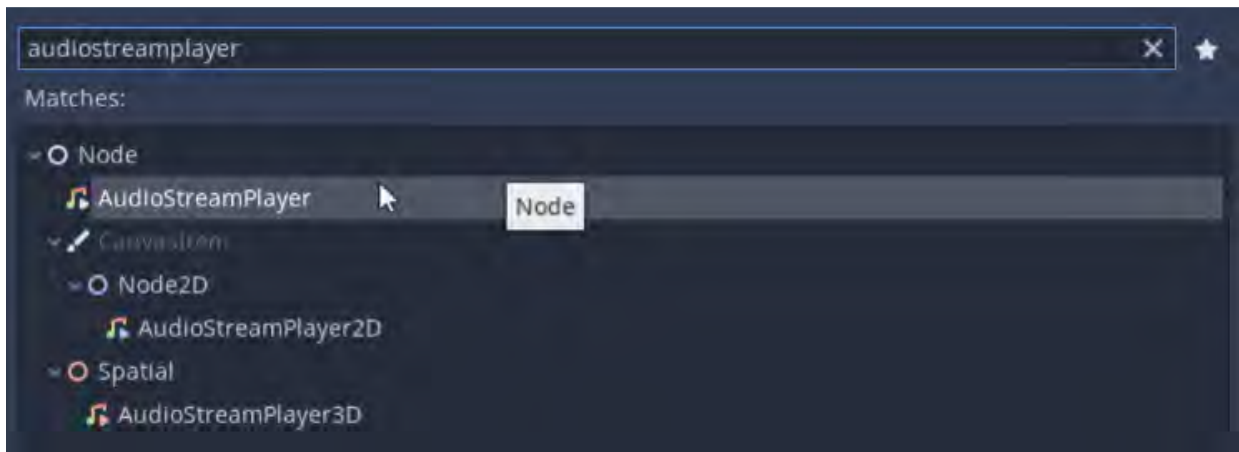 audiostreamplayer
Matches:
Node
AudioStreamPlayer
Node
CanvasItem
Node2D
AudioStreamPlayer2D
Spatial
AudioStreamPlayer3D